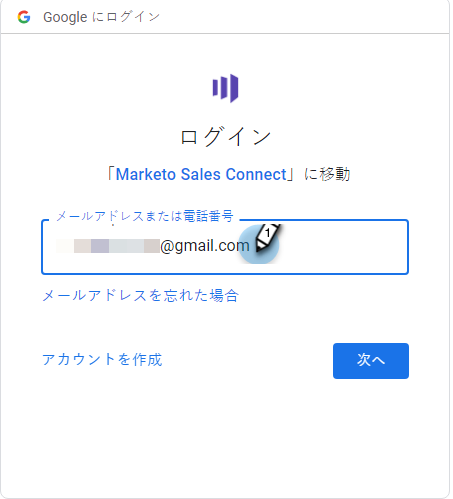 Google にログイン
ログイン
「Marketo Sales Connect」に移動
メールアドレスまたは電話番号
@gmail.com 1
メールアドレスを忘れた場合
アカウントを作成
次へ